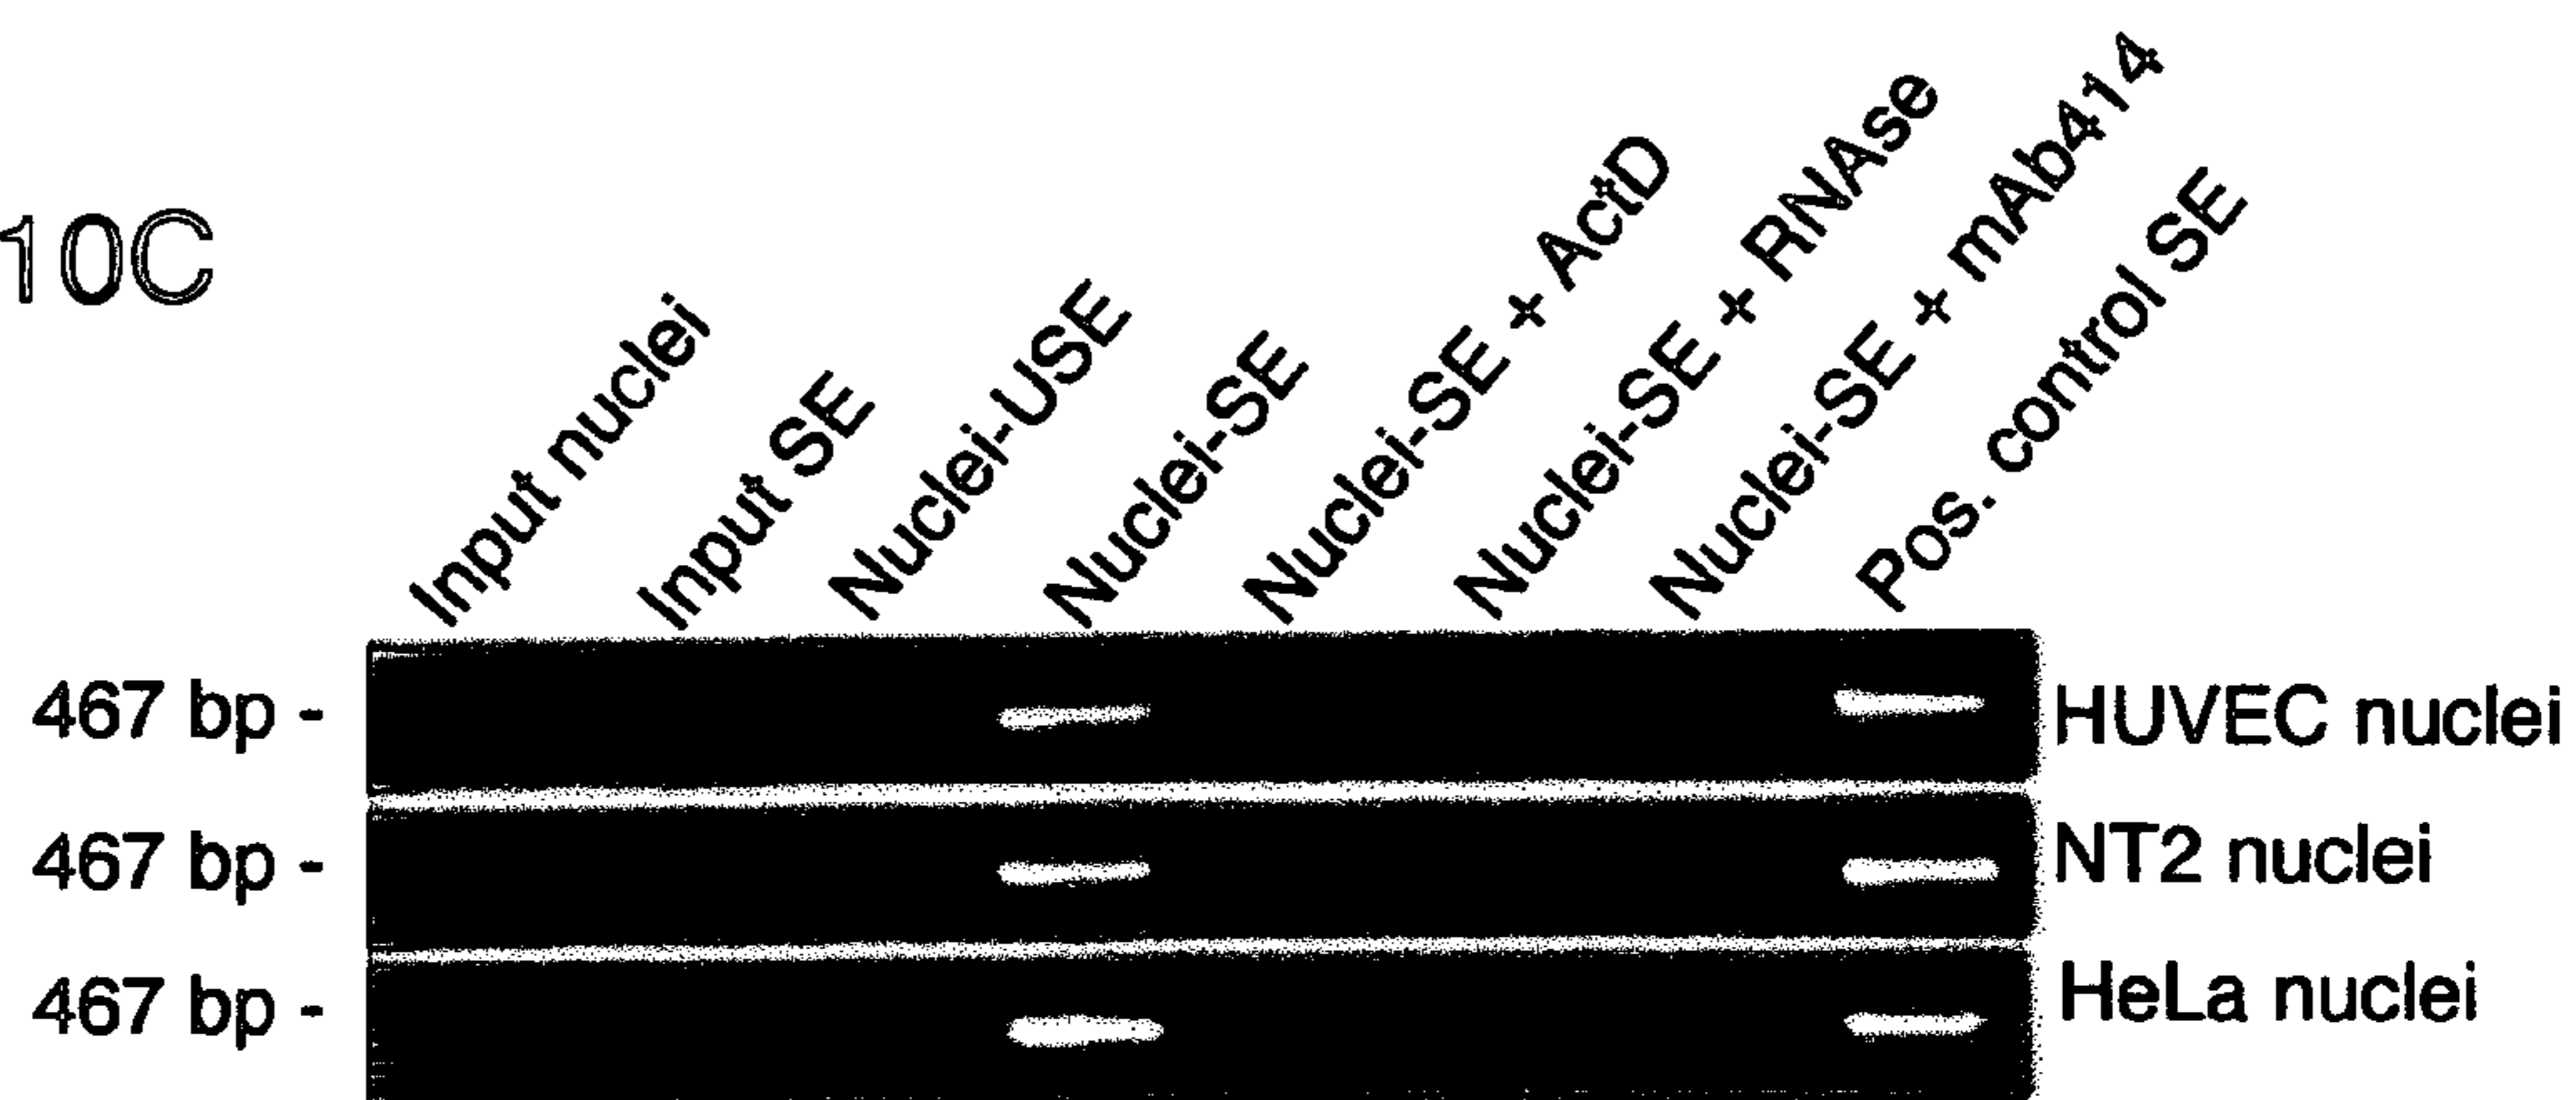 10C
Input nuclei
Input SE
Nuclei-USE
Nuclei-SE
Nuclei-SE + ActD
Nuclei-SE + RNAse
Nuclei-SE + mAb414
Pos. control SE
467 bp - HUVEC nuclei
467 bp - NT2 nuclei
467 bp - HeLa nuclei